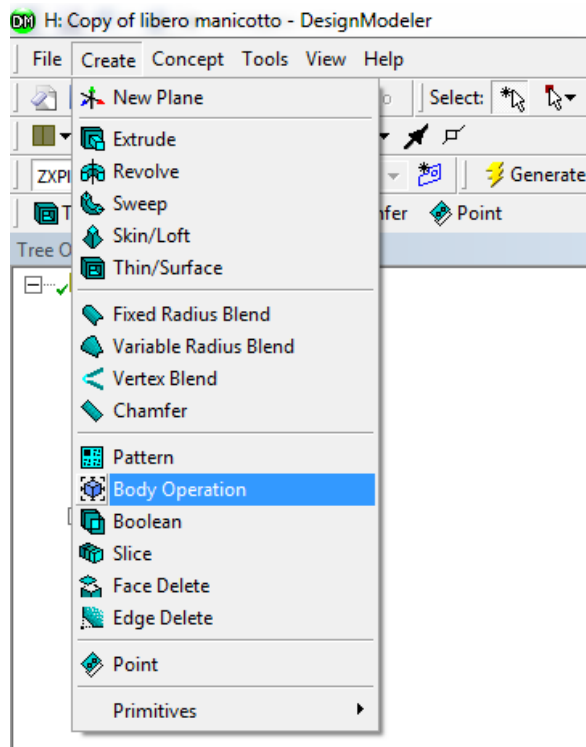 DM H: Copy of libero manicotto - DesignModeler
File Create Concept Tools View Help
New Plane
Select:
Extrude
Revolve
ZXPl
Generate
Sweep
Skin/Loft
Point
Thin/Surface
Tree O
Fixed Radius Blend
Variable Radius Blend
Vertex Blend
Chamfer
Pattern
Body Operation
Boolean
Slice
Face Delete
Edge Delete
Point
Primitives